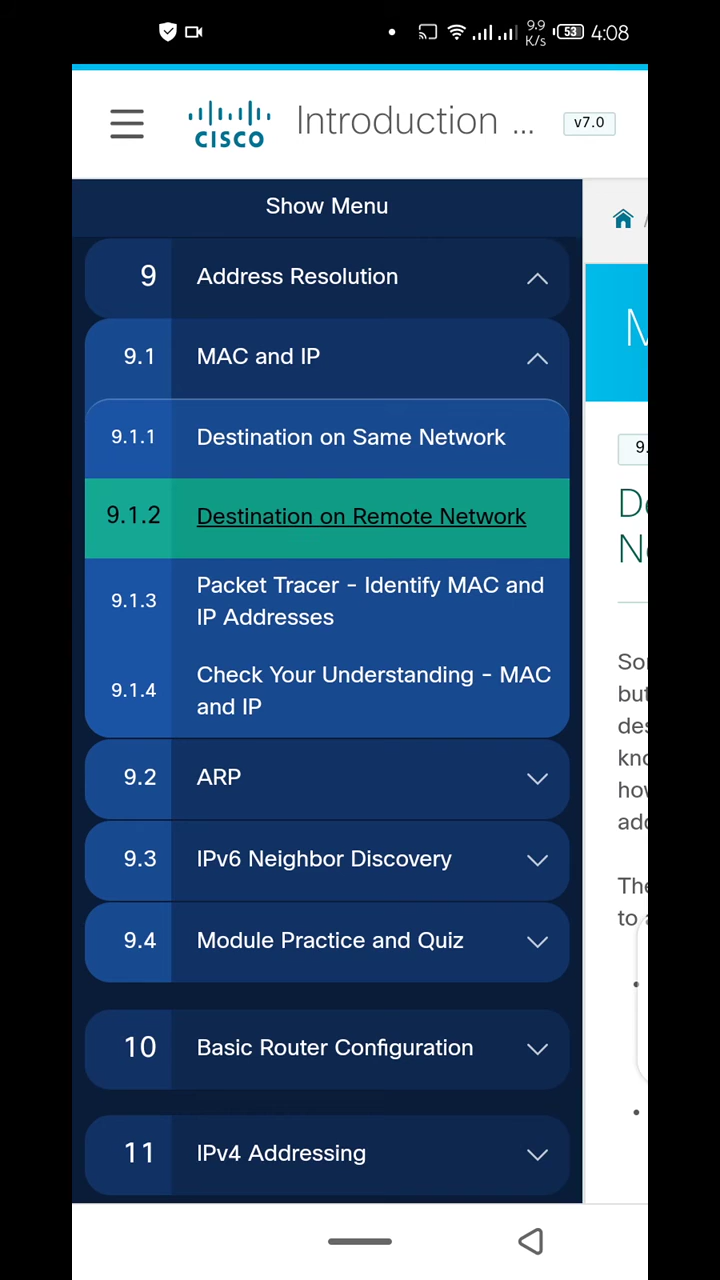 9.9
K/s
53
4:08
CISCO
Introduction ...
v7.0
Show Menu
9 Address Resolution
9.1 MAC and IP
9.1.1 Destination on Same Network
9.1.2 Destination on Remote Network
9.1.3 Packet Tracer - Identify MAC and
IP Addresses
9.1.4 Check Your Understanding - MAC
and IP
9.2 ARP
9.3 IPv6 Neighbor Discovery
9.4 Module Practice and Quiz
10 Basic Router Configuration
11 IPv4 Addressing
9.
to